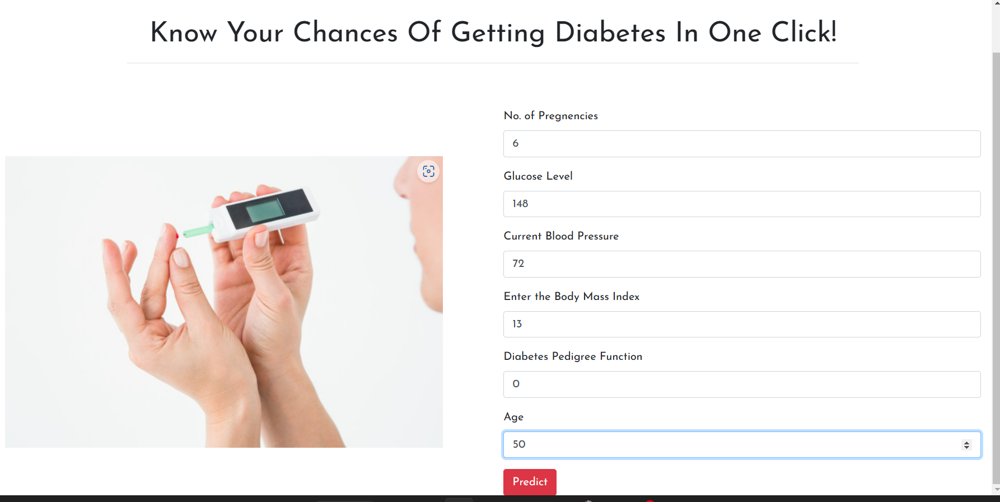 Know Your Chances Of Getting Diabetes In One Click!
No. of Pregnencies
6
Glucose Level
148
Current Blood Pressure
72
Enter the Body Mass Index
13
Diabetes Pedigree Function
0
Age
50
Predict